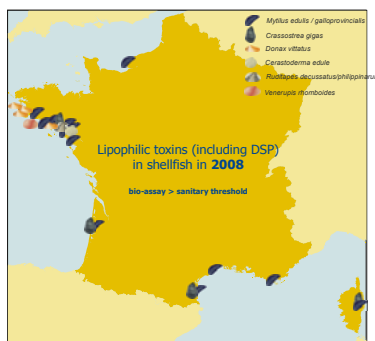 Mytilus edulis / galloprovincialis
Crassostrea gigas
Donax vittatus
Cerastoderma edule
Ruditapes decussatus/philippinarum
Venerupis rhomboides
Lipophilic toxins (including DSP)
in shellfish in 2008
bio-assay > sanitary threshold